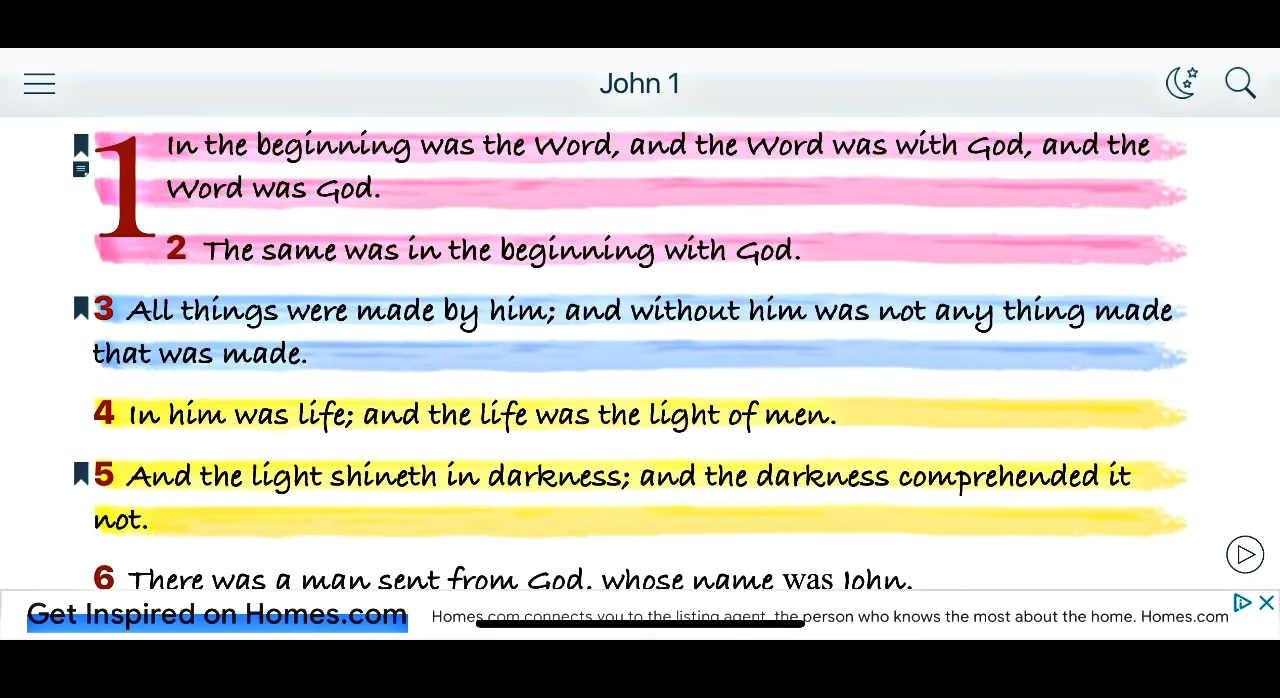 John 1
1 In the beginning was the Word, and the Word was with God, and the
Word was God.
2 The same was in the beginning with God.
3 All things were made by him; and without him was not any thing made
that was made.
4 In him was life; and the life was the light of men.
5 And the light shineth in darkness; and the darkness comprehended it
not.
6 There was a man sent from God, whose name was John.
Get Inspired on Homes.com
Homes.com connects you to the listing agent, the person who knows the most about the home. Homes.com